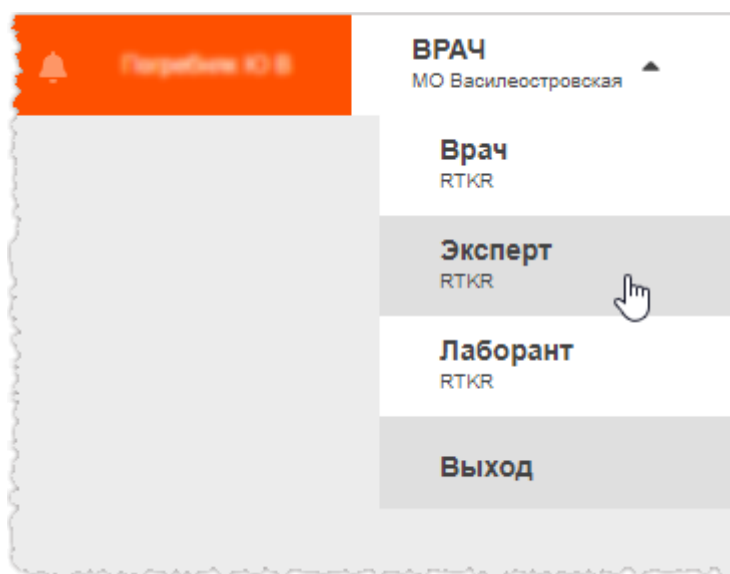 ВРАЧ
МО Василеостровская
Врач
RTKR
Эксперт
RTKR
Лаборант
RTKR
Выход